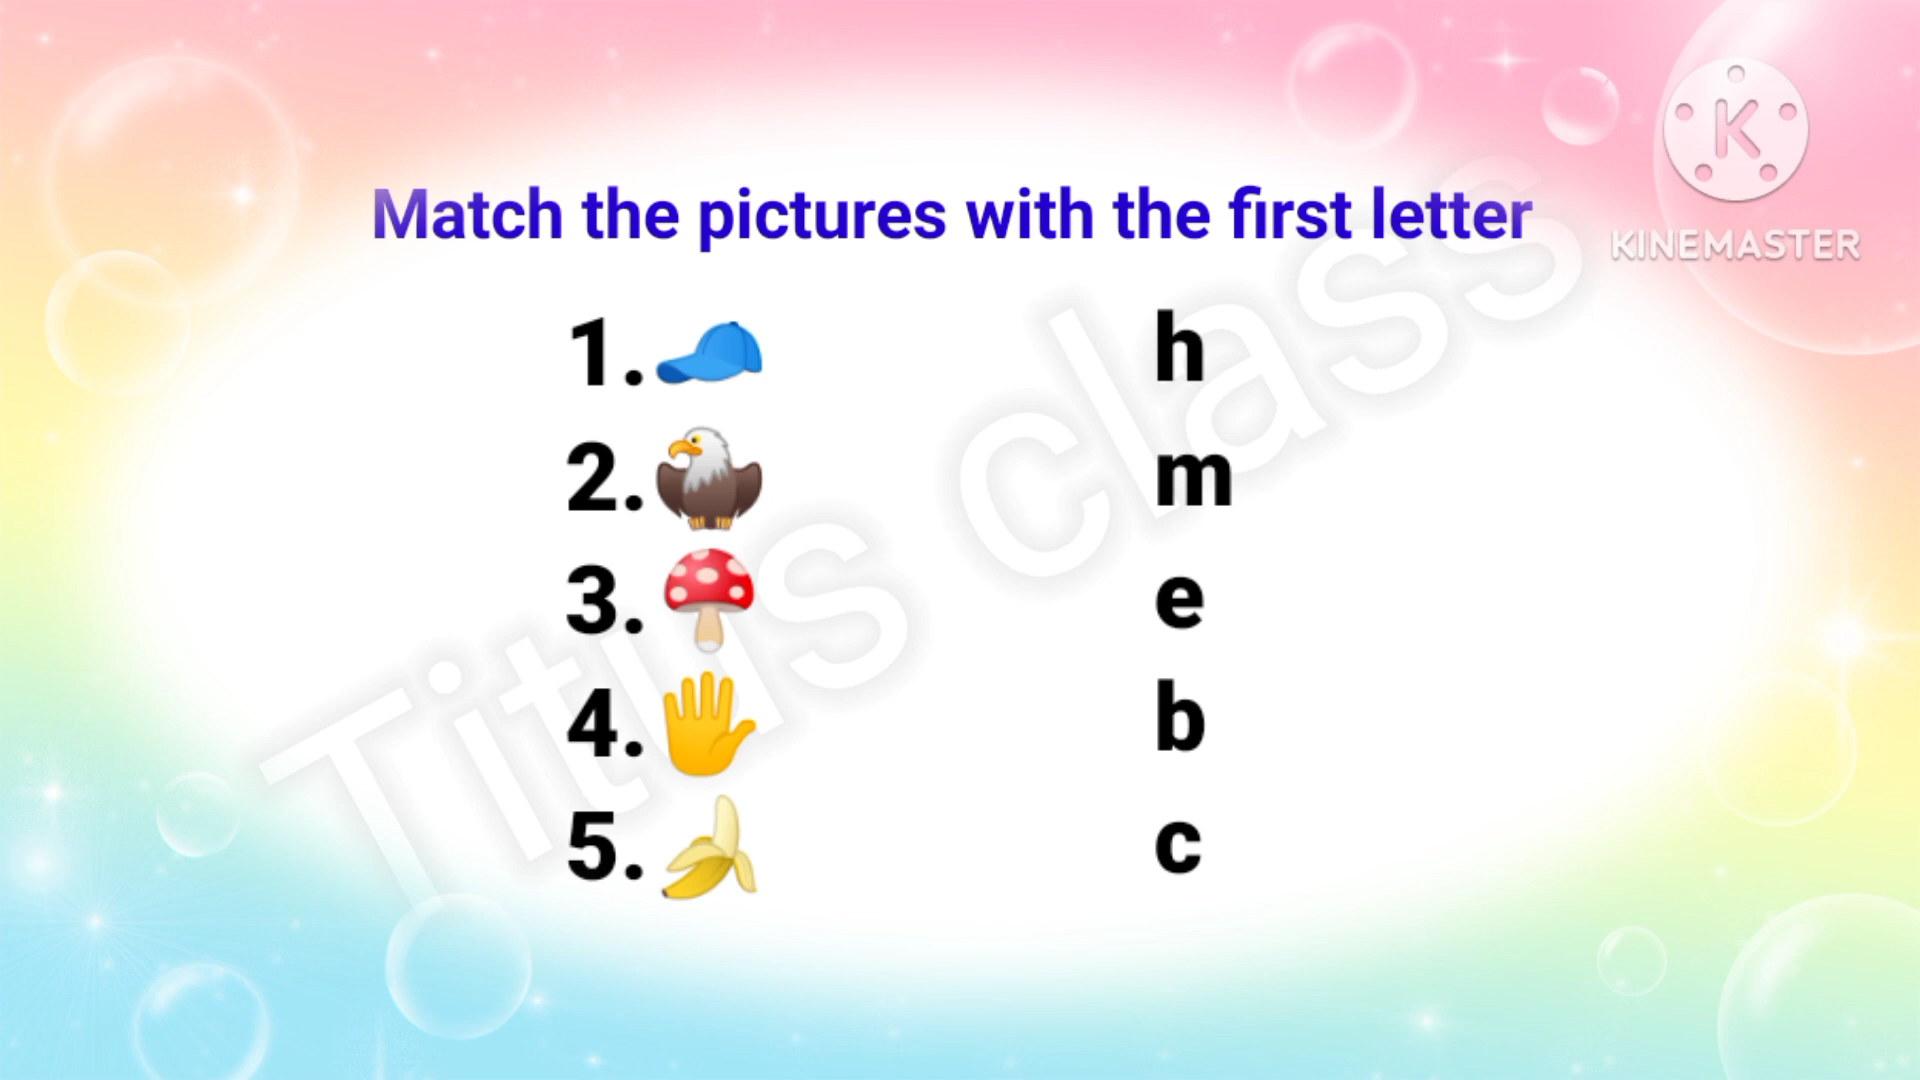 Match the pictures with the first letter
1. h
2. m
3. e
4. b
5. c
Titus class
K
KINEMASTER